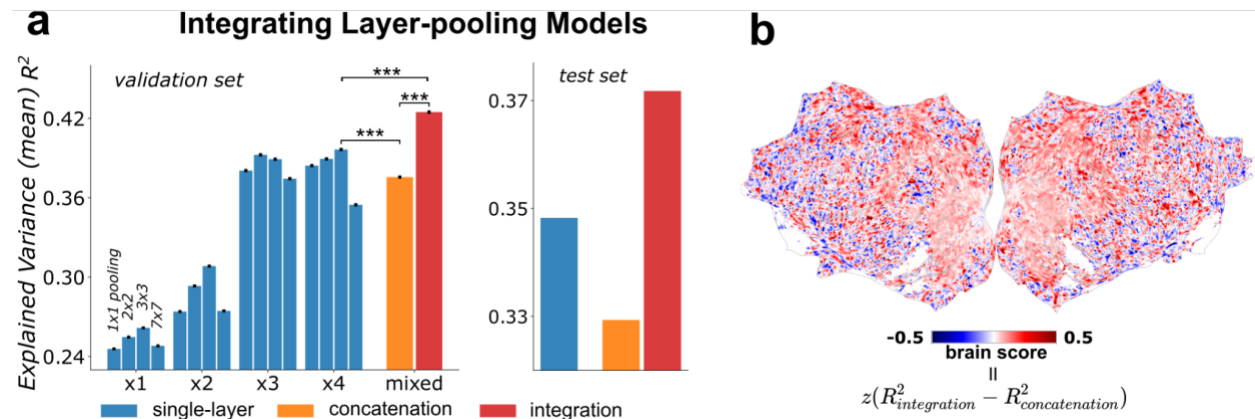 a
Integrating Layer-pooling Models
b
Explained Variance (mean) R²
validation set
0.42
0.36
0.30
0.24
***
***
***
1x1 pooling
2x2
3x3
7x7
x1 x2 x3 x4 mixed
test set
0.37
0.35
0.33
single-layer concatenation integration
-0.5 0.5
brain score
=
z(R²integration − R²concatenation)